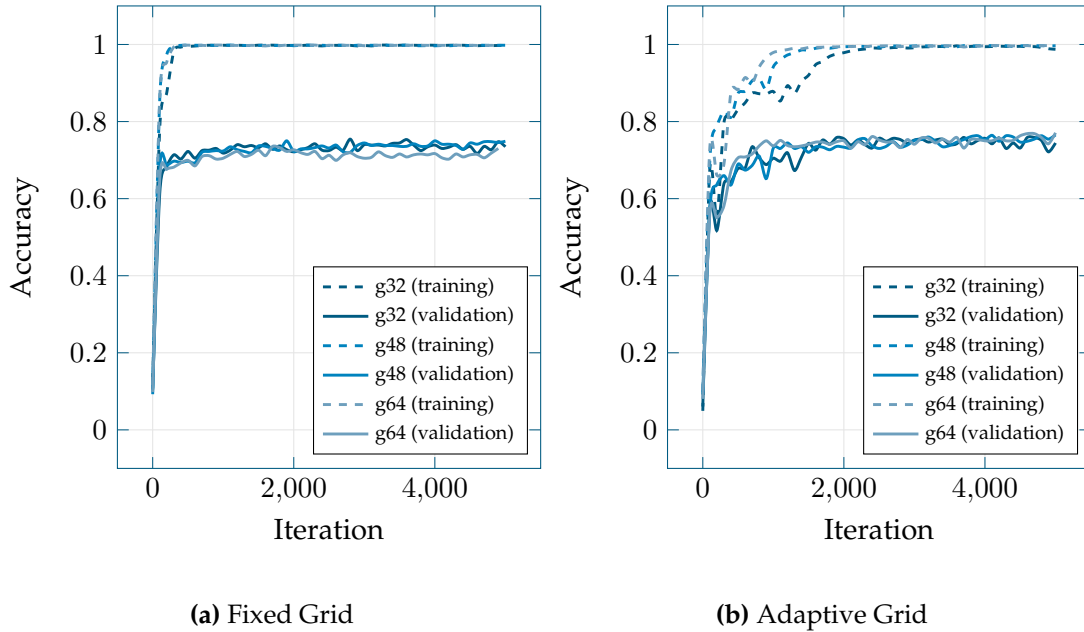 1
0.8
0.6
0.4
0.2
0
Accuracy
g32 (training)
g32 (validation)
g48 (training)
g48 (validation)
g64 (training)
g64 (validation)
0
2,000
4,000
Iteration
(a) Fixed Grid
1
0.8
0.6
0.4
0.2
0
Accuracy
g32 (training)
g32 (validation)
g48 (training)
g48 (validation)
g64 (training)
g64 (validation)
0
2,000
4,000
Iteration
(b) Adaptive Grid